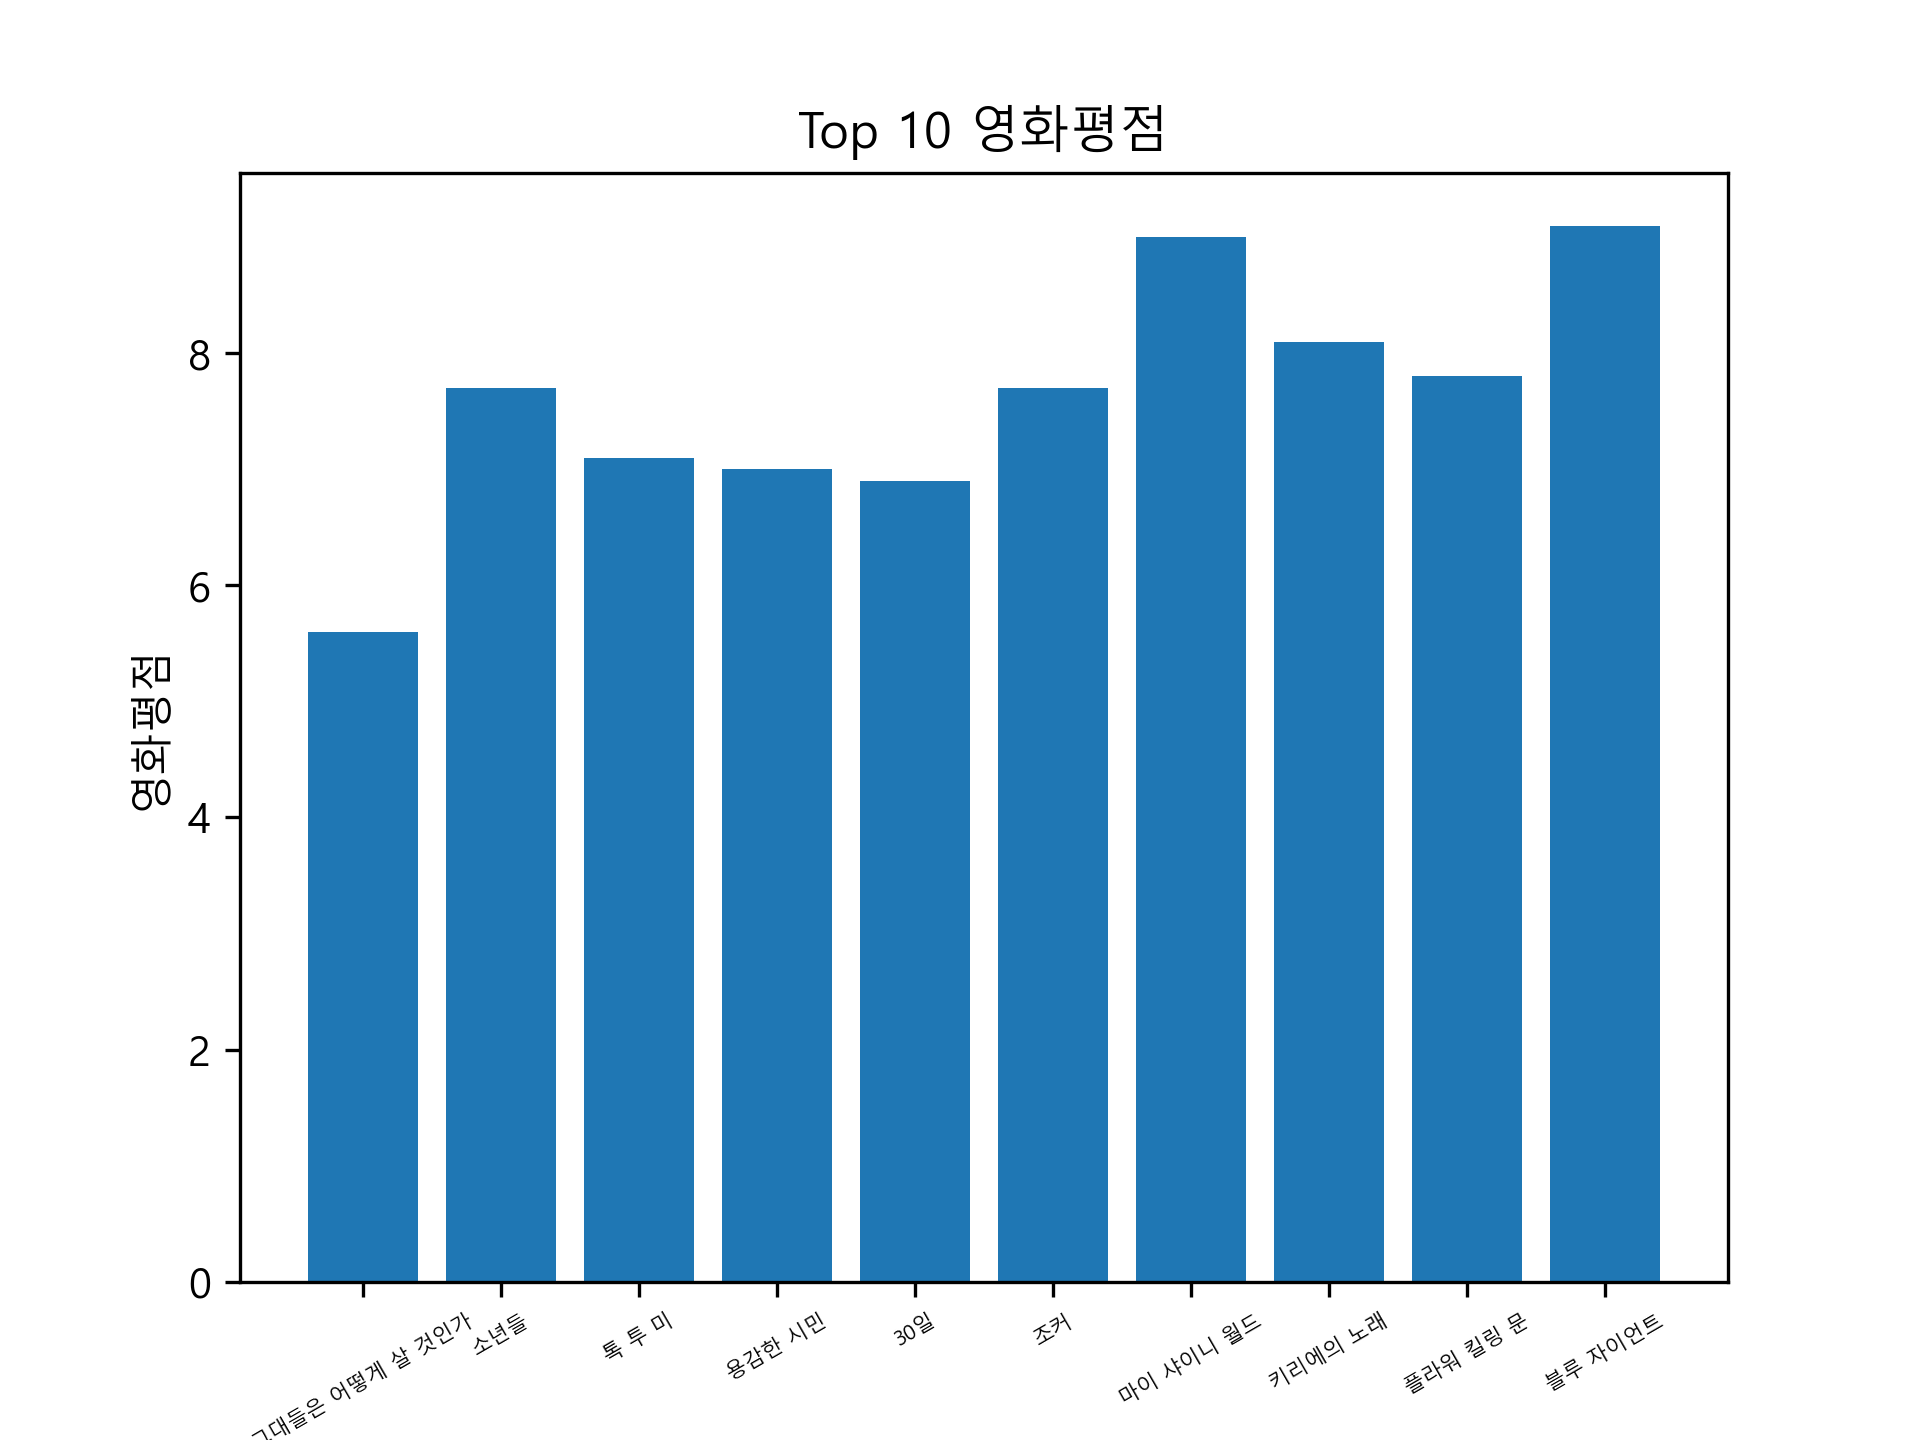 Top 10 영화평점
영화평점
8
6
4
2
0
그대들은 어떻게 살 것인가
소년들
톡 투 미
용감한 시민
30일
조커
마이 샤이니 월드
키리에의 노래
플라워 킬링 문
블루 자이언트